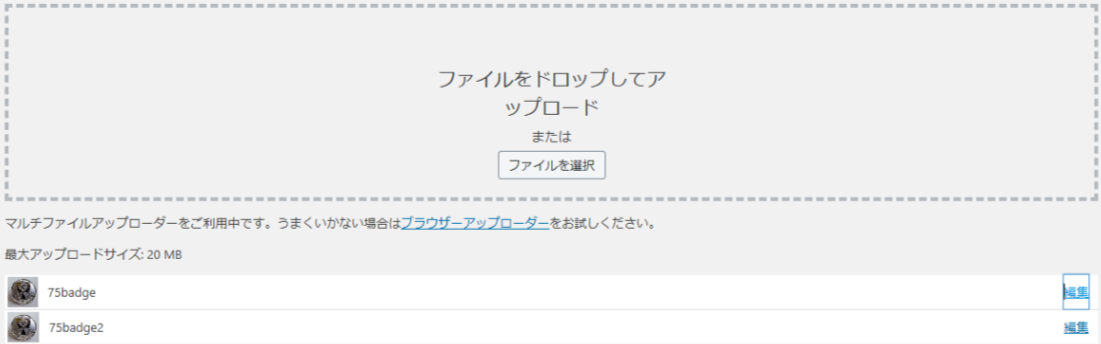 ファイルをドロップしてア
ップロード
または
ファイルを選択
マルチファイルアップローダーをご利用中です。うまくいかない場合はブラウザーアップローダーをお試しください。
最大アップロードサイズ: 20 MB
75badge 編集
75badge2 編集